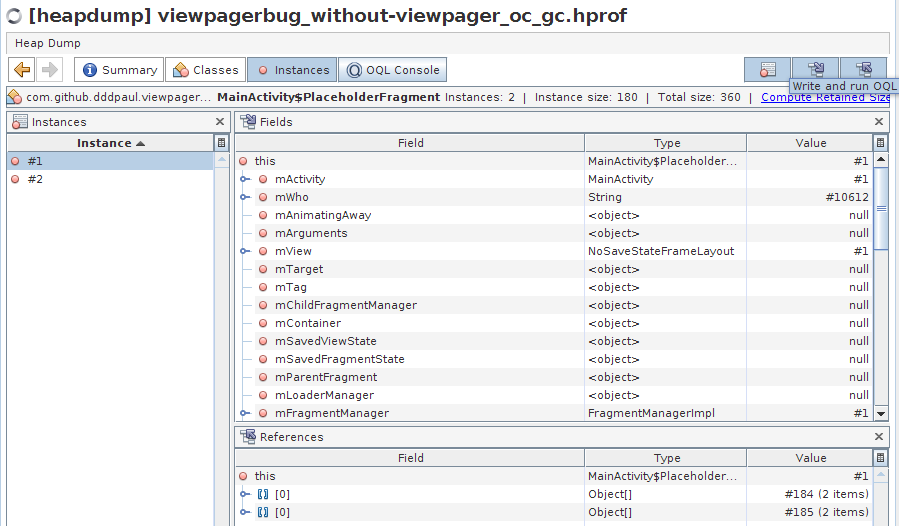 [heapdump] viewpagerbug_without-viewpager_oc_gc.hprof
Heap Dump
Summary Classes Instances OQL Console
Write and run OQL
com.github.dddpaul.viewpager... MainActivity$PlaceholderFragment Instances: 2 | Instance size: 180 | Total size: 360 | Compute Retained Size
Instances
Instance
#1
#2
Fields
Field Type Value
this MainActivity$Placeholder... #1
mActivity MainActivity #1
mWho String #10612
mAnimatingAway <object> null
mArguments <object> null
mView NoSaveStateFrameLayout #1
mTarget <object> null
mTag <object> null
mChildFragmentManager <object> null
mContainer <object> null
mSavedViewState <object> null
mSavedFragmentState <object> null
mParentFragment <object> null
mLoaderManager <object> null
mFragmentManager FragmentManagerImpl #1
References
Field Type Value
this MainActivity$Placeholder... #1
[0] Object[] #184 (2 items)
[0] Object[] #185 (2 items)